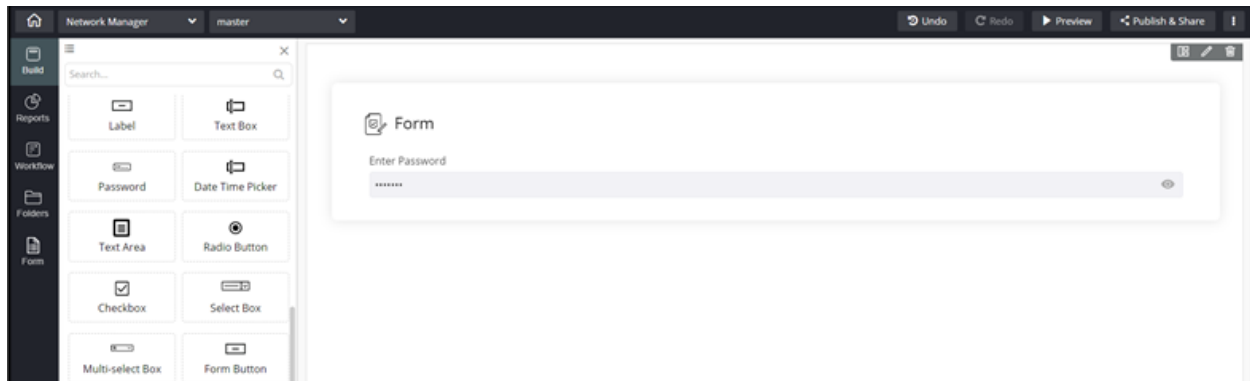 Network Manager master Undo Redo Preview Publish & Share
Build
Search...
Reports
Label Text Box
Workflow
Password Date Time Picker
Folders
Text Area Radio Button
Form
Checkbox Select Box
Multi-select Box Form Button
Form
Enter Password
•••••••